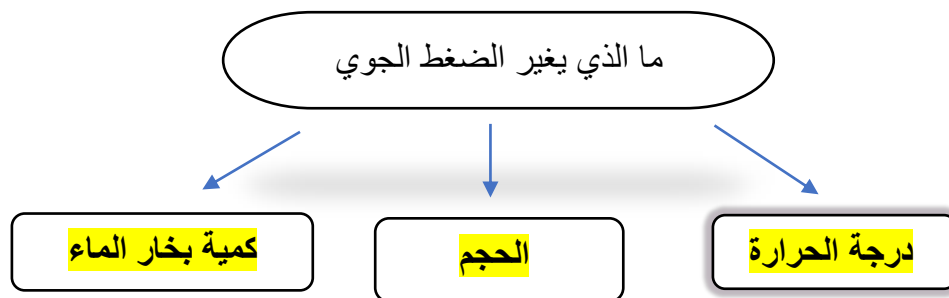 ما الذي يغير الضغط الجوي
درجة الحرارة
الحجم
كمية بخار الماء